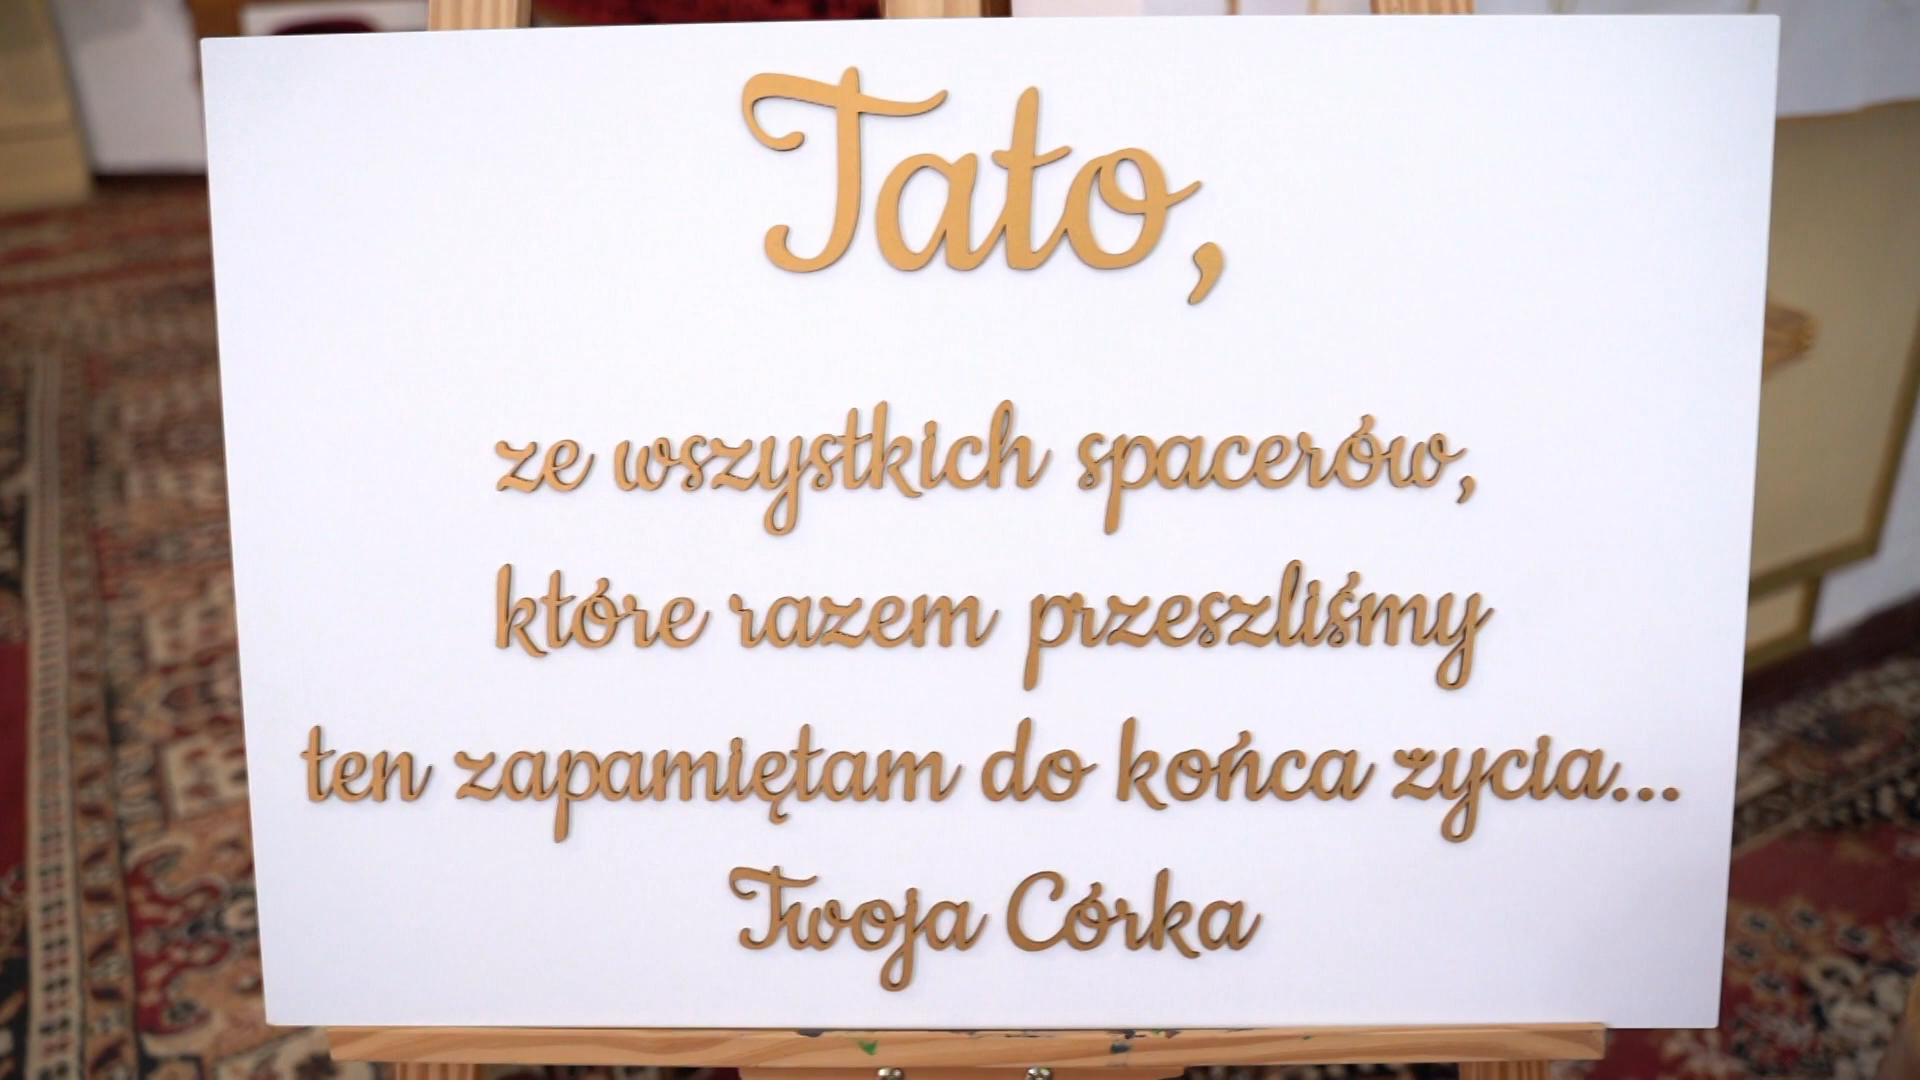 Tato,
ze wszystkich spacerów,
które razem przeszliśmy
ten zapamiętam do końca zycia...
Twoja Córka